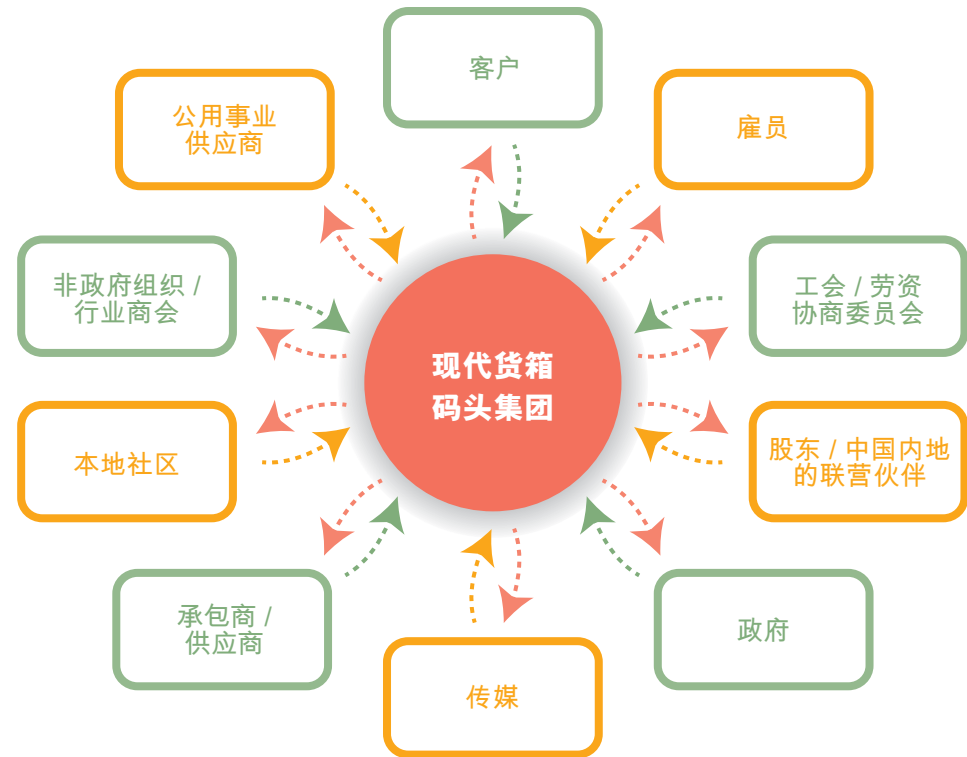 客户
公用事业
供应商
雇员
非政府组织 /
行业商会
工会 / 劳资
协商委员会
现代货箱
码头集团
本地社区
股东 / 中国内地
的联营伙伴
承包商 /
供应商
政府
传媒